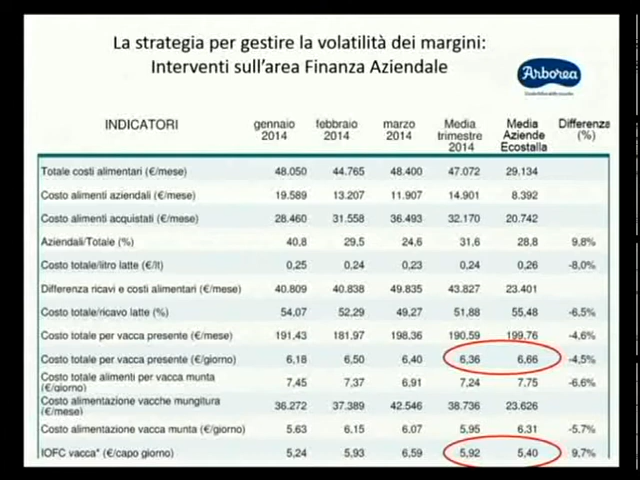 La strategia per gestire la volatilità dei margini:
Interventi sull'area Finanza Aziendale
Arborea
INDICATORI gennaio 2014 febbraio 2014 marzo 2014 Media trimestre 2014 Media Aziende Ecostalla Differenza (%)
Totale costi alimentari (€/mese) 48.050 44.765 48.400 47.072 29.134
Costo alimenti aziendali (€/mese) 19.589 13.207 11.907 14.901 8.392
Costo alimenti acquistati (€/mese) 28.460 31.558 36.493 32.170 20.742
Aziendali/Totale (%) 40,8 29,5 24,6 31,6 28,8 9,8%
Costo totale/litro latte (€/lt) 0,25 0,24 0,23 0,24 0,26 -8,0%
Differenza ricavi e costi alimentari (€/mese) 40.809 40.838 49.835 43.827 23.401
Costo totale/ricavo latte (%) 54,07 52,29 49,27 51,88 55,48 -6,5%
Costo totale per vacca presente (€/mese) 191,43 181,97 198,36 190,59 199,76 -4,6%
Costo totale per vacca presente (€/giorno) 6,18 6,50 6,40 6,36 6,66 -4,5%
Costo totale alimenti per vacca munta (€/giorno) 7,45 7,37 6,91 7,24 7,75 -6,6%
Costo alimentazione vacche mungitura (€/mese) 36.272 37.389 42.546 38.736 23.626
Costo alimentazione vacca munta (€/giorno) 5,63 6,15 6,07 5,95 6,31 -5,7%
IOFC vacca* (€/capo giorno) 5,24 5,93 6,59 5,92 5,40 9,7%